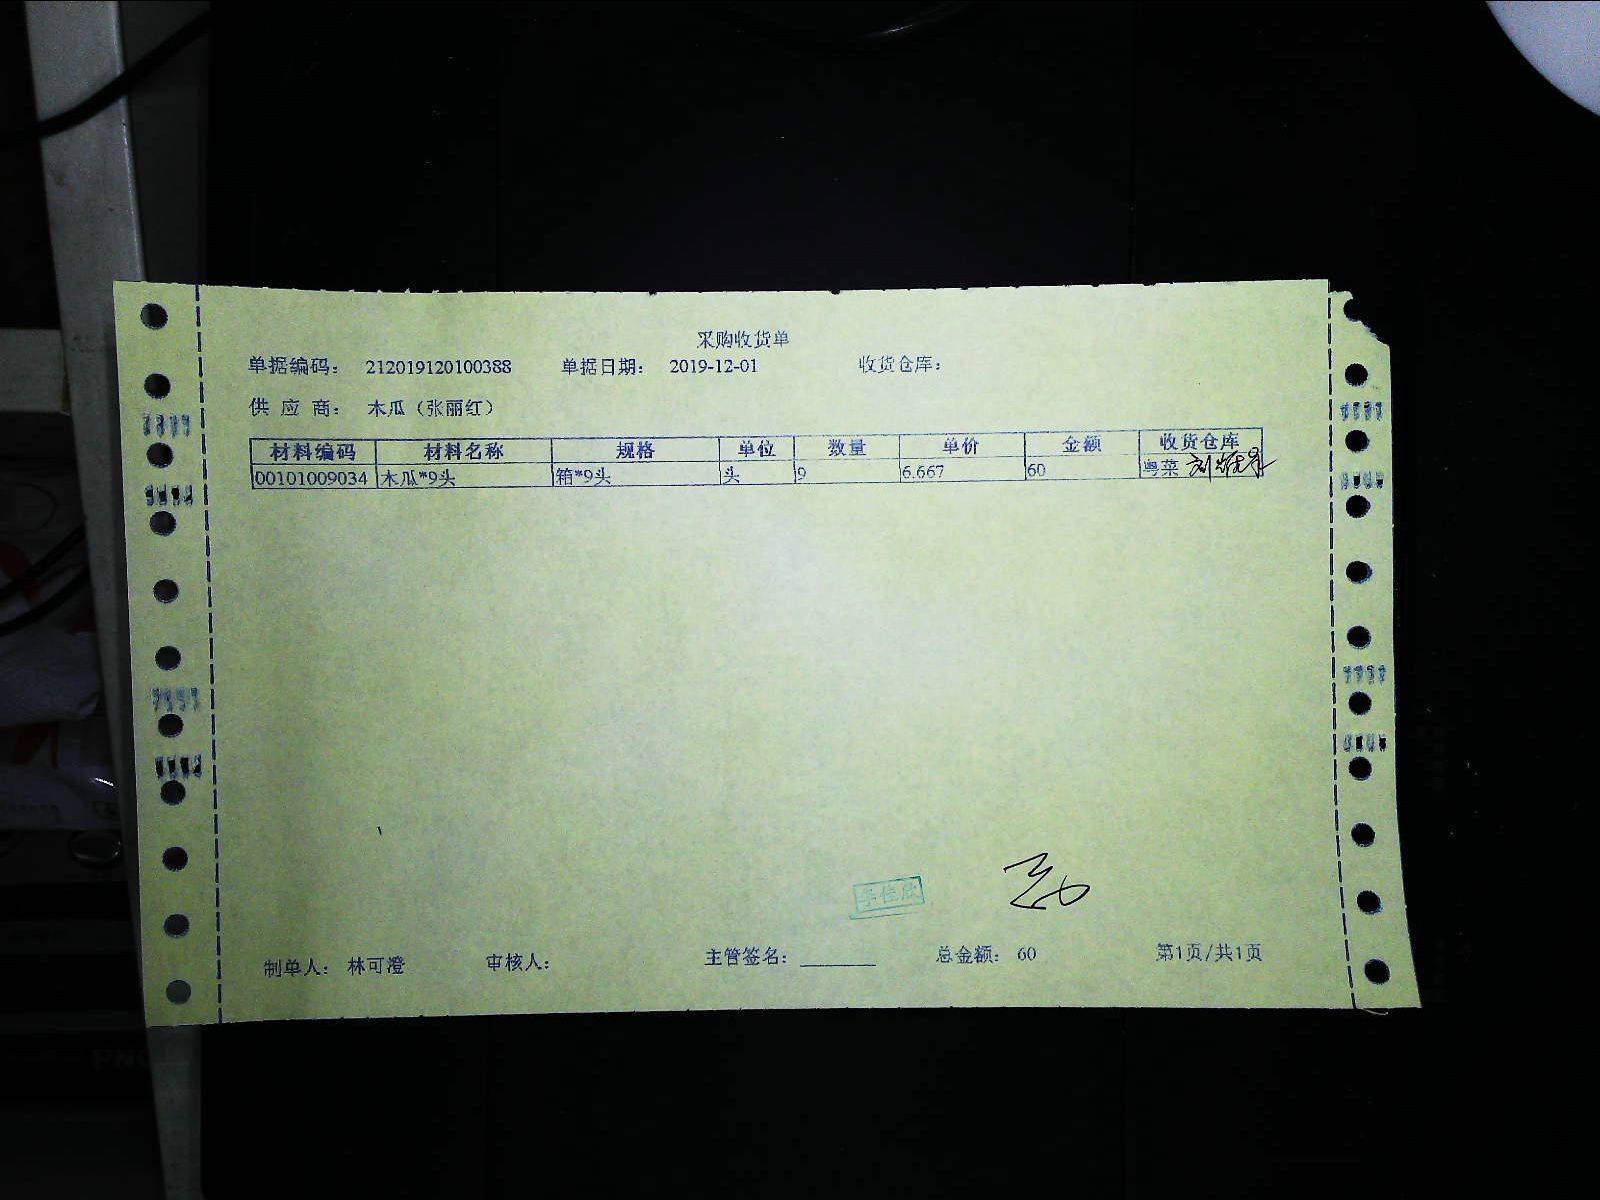 采购收货单
单据编码： 212019120100388 单据日期： 2019-12-01 收货仓库：
供 应 商： 木瓜（张丽红）
材料编码 材料名称 规格 单位 数量 单价 金额 收货仓库
00101009034 木瓜*9头 箱*9头 头 9 6.667 60 粤菜
制单人： 林可澄 审核人： 主管签名： 总金额： 60 第1页/共1页